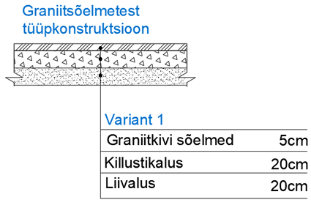 Graniitsõelmetest
tüüpkonstruktsioon
Variant 1
Graniitkivi sõelmed 5cm
Killustikalus 20cm
Liivalus 20cm